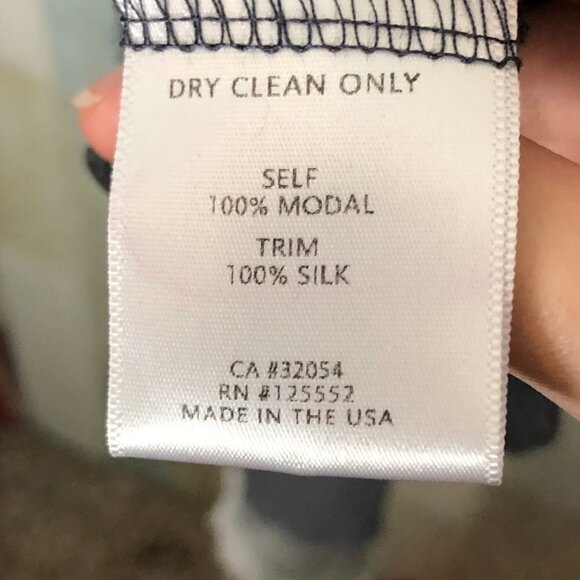 DRY CLEAN ONLY
SELF
100% MODAL
TRIM
100% SILK
CA #32054
RN #125552
MADE IN THE USA